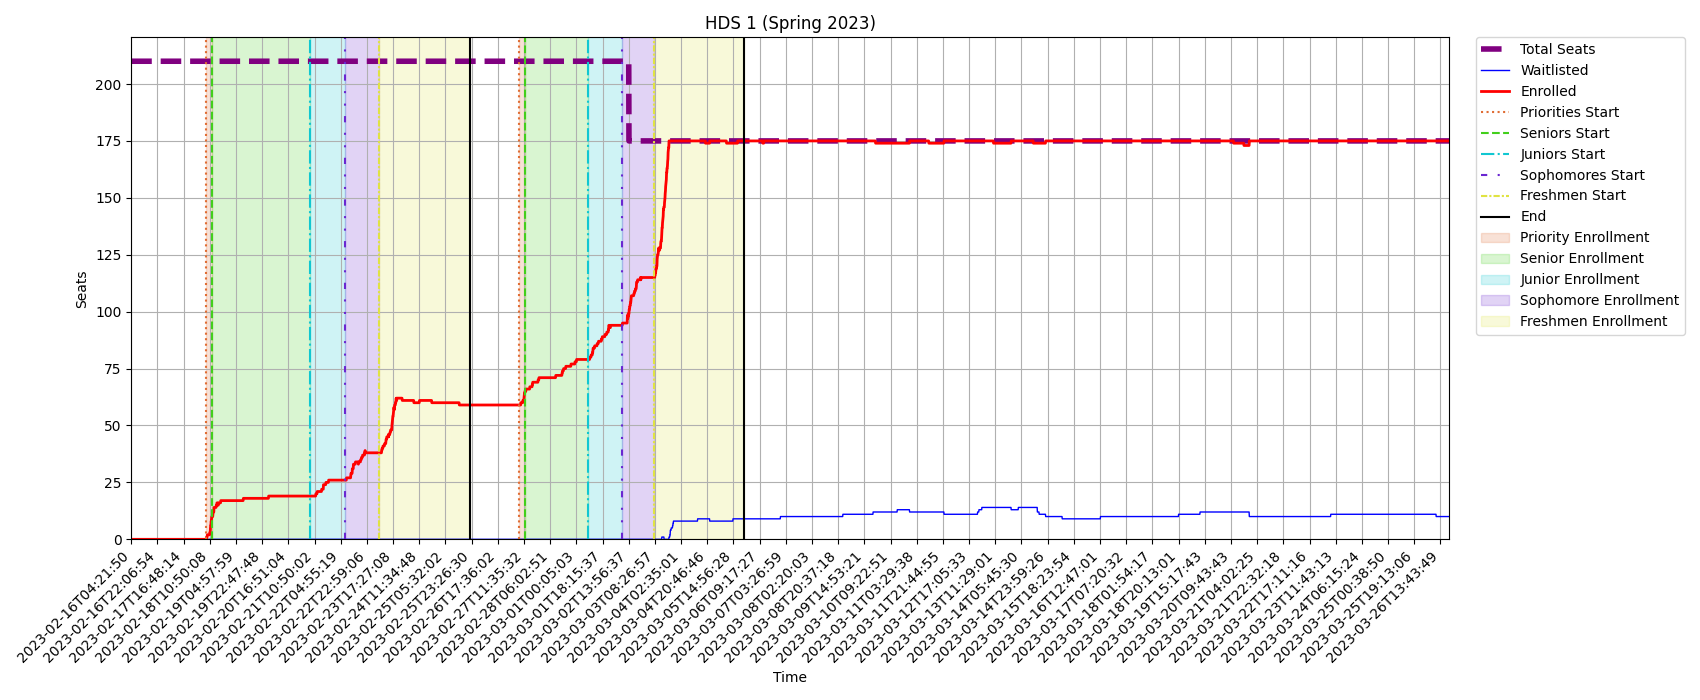 HDS 1 (Spring 2023)
Seats
200
175
150
125
100
75
50
25
0
Total Seats
Waitlisted
Enrolled
Priorities Start
Seniors Start
Juniors Start
Sophomores Start
Freshmen Start
End
Priority Enrollment
Senior Enrollment
Junior Enrollment
Sophomore Enrollment
Freshmen Enrollment
2023-02-16T04:21:50
2023-02-16T22:06:54
2023-02-17T16:48:14
2023-02-18T10:50:08
2023-02-19T04:57:59
2023-02-19T22:47:48
2023-02-20T16:51:04
2023-02-21T10:50:02
2023-02-22T04:55:19
2023-02-22T22:59:06
2023-02-23T17:27:08
2023-02-24T11:34:48
2023-02-25T05:32:02
2023-02-25T23:26:30
2023-02-26T17:36:02
2023-02-27T11:35:32
2023-02-28T06:02:51
2023-03-01T00:05:03
2023-03-01T18:15:37
2023-03-02T13:56:37
2023-03-03T08:26:57
2023-03-04T02:35:01
2023-03-04T20:46:46
2023-03-05T14:56:28
2023-03-06T09:17:27
2023-03-07T03:26:59
2023-03-08T02:20:03
2023-03-08T20:37:18
2023-03-09T14:53:21
2023-03-10T09:22:51
2023-03-11T03:29:38
2023-03-11T21:44:55
2023-03-12T17:05:33
2023-03-13T11:29:01
2023-03-14T05:45:30
2023-03-14T23:59:26
2023-03-15T18:23:54
2023-03-16T12:47:01
2023-03-17T07:20:32
2023-03-18T01:54:17
2023-03-18T20:13:01
2023-03-19T15:17:43
2023-03-20T09:43:43
2023-03-21T04:02:25
2023-03-21T22:32:18
2023-03-22T17:11:16
2023-03-23T11:43:13
2023-03-24T06:15:24
2023-03-25T00:38:50
2023-03-25T19:13:06
2023-03-26T13:43:49
Time